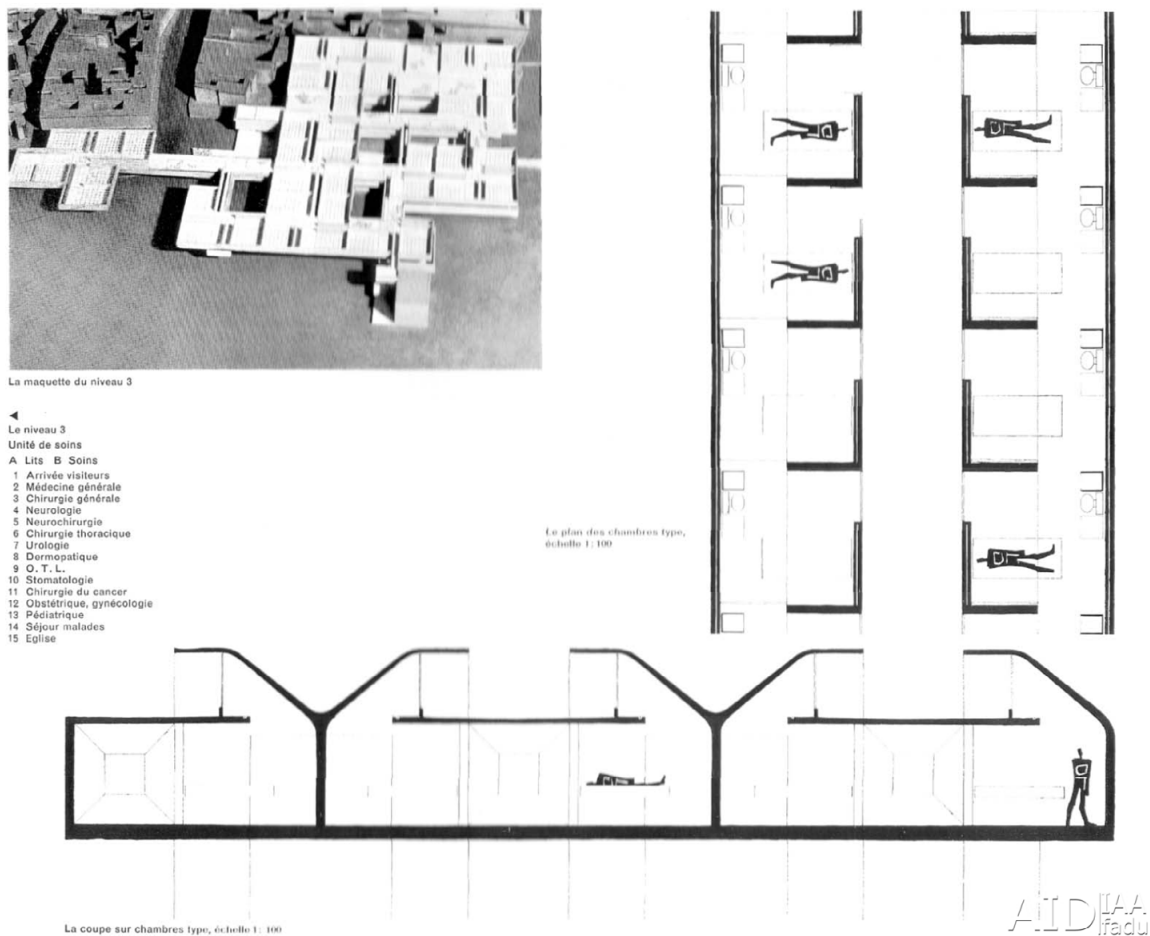 La maquette du niveau 3
◀
Le niveau 3
Unité de soins
A Lits B Soins
1 Arrivée visiteurs
2 Médecine générale
3 Chirurgie générale
4 Neurologie
5 Neurochirurgie
6 Chirurgie thoracique
7 Urologie
8 Dermopatique
9 O. T. L.
10 Stomatologie
11 Chirurgie du cancer
12 Obstétrique, gynécologie
13 Pédiatrique
14 Séjour malades
15 Eglise
Le plan des chambres type,
échelle 1:100
La coupe sur chambres type, échelle 1:100
AID IAA
fadu